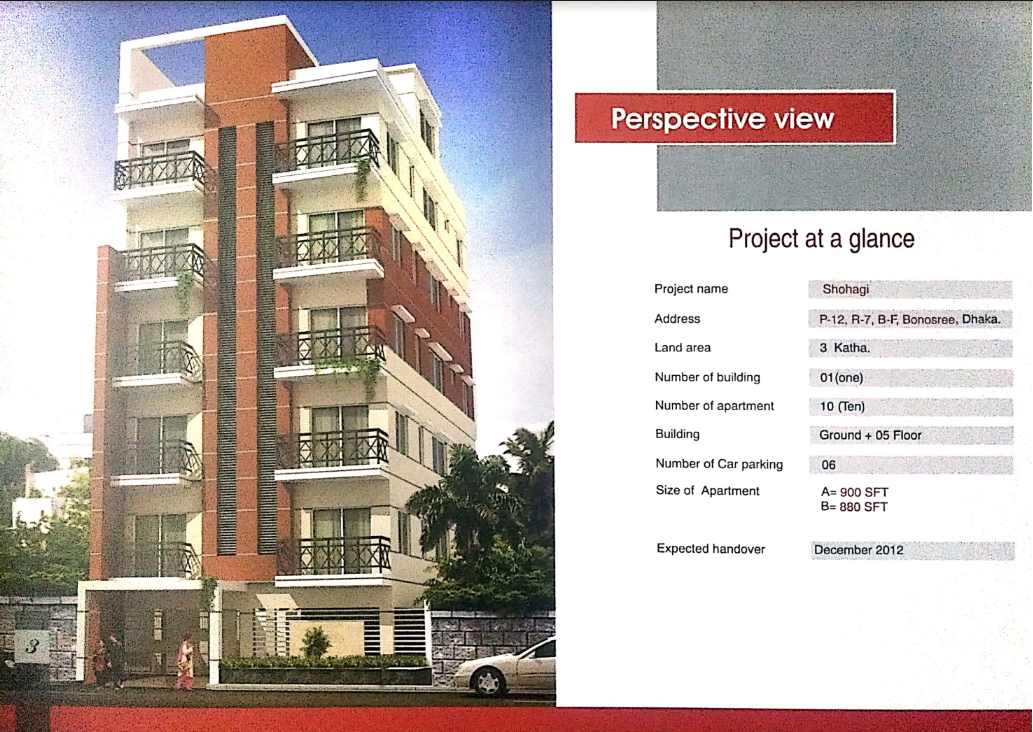 Perspective view
Project at a glance
Project name Shohagi
Address P-12, R-7, B-F, Bonosree, Dhaka.
Land area 3 Katha.
Number of building 01(one)
Number of apartment 10 (Ten)
Building Ground + 05 Floor
Number of Car parking 06
Size of Apartment A= 900 SFT
B= 880 SFT
Expected handover December 2012
3